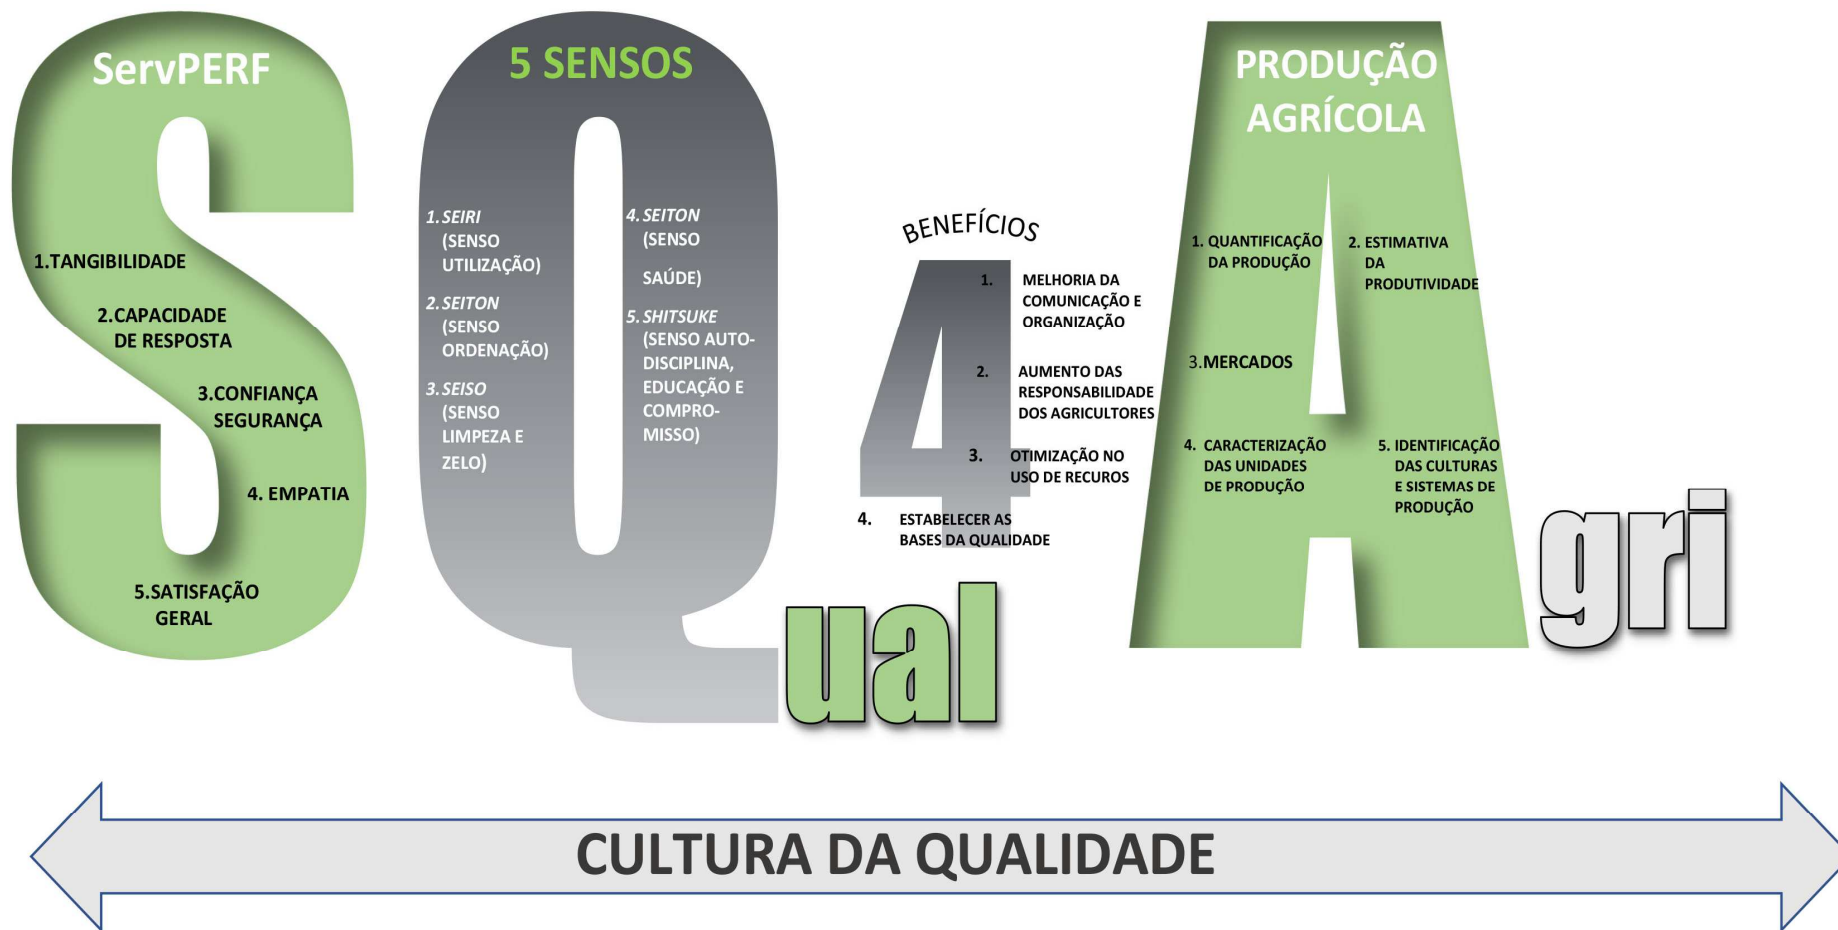 S
ServPERF
1.TANGIBILIDADE
2.CAPACIDADE
DE RESPOSTA
3.CONFIANÇA
SEGURANÇA
4. EMPATIA
5.SATISFAÇÃO
GERAL
Qual
5 SENSOS
1. SEIRI
(SENSO
UTILIZAÇÃO)
2. SEITON
(SENSO
ORDENAÇÃO)
3. SEISO
(SENSO
LIMPEZA E
ZELO)
4. SEITON
(SENSO
SAÚDE)
5. SHITSUKE
(SENSO AUTO-
DISCIPLINA,
EDUCAÇÃO E
COMPRO-
MISSO)
BENEFÍCIOS
4
1. MELHORIA DA
COMUNICAÇÃO E
ORGANIZAÇÃO
2. AUMENTO DAS
RESPONSABILIDADE
DOS AGRICULTORES
3. OTIMIZAÇÃO NO
USO DE RECUROS
4. ESTABELECER AS
BASES DA QUALIDADE
Agri
PRODUÇÃO
AGRÍCOLA
1. QUANTIFICAÇÃO
DA PRODUÇÃO
2. ESTIMATIVA
DA
PRODUTIVIDADE
3.MERCADOS
4. CARACTERIZAÇÃO
DAS UNIDADES
DE PRODUÇÃO
5. IDENTIFICAÇÃO
DAS CULTURAS
E SISTEMAS DE
PRODUÇÃO
CULTURA DA QUALIDADE